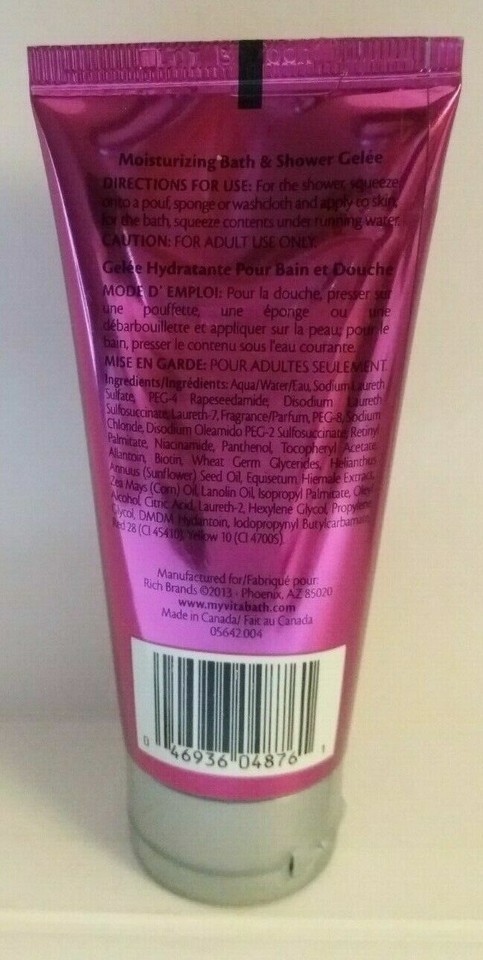 Moisturizing Bath & Shower Gelée
DIRECTIONS FOR USE: For the shower, squeeze
onto a pouf, sponge or washcloth and apply to skin,
for the bath, squeeze contents under running water.
CAUTION: FOR ADULT USE ONLY.
Gelée Hydratante Pour Bain et Douche
MODE D' EMPLOI: Pour la douche, presser sur
une pouffette, une éponge ou une
débarbouillette et appliquer sur la peau; pour le
bain, presser le contenu sous l'eau courante.
MISE EN GARDE: POUR ADULTES SEULEMENT
Ingredients/Ingrédients: Aqua/Water/Eau, Sodium Laureth
Sulfate, PEG-4 Rapeseedamide, Disodium Laureth
Sulfosuccinate, Laureth-7, Fragrance/Parfum, PEG-8, Sodium
Chloride, Disodium Oleamido PEG-2 Sulfosuccinate, Retinyl
Palmitate, Niacinamide, Panthenol, Tocopheryl Acetate,
Allantoin, Biotin, Wheat Germ Glycerides, Helianthus
Annuus (Sunflower) Seed Oil, Equisetum Hiemale Extract,
Zea Mays (Corn) Oil, Lanolin Oil, Isopropyl Palmitate, Oleyl
Alcohol, Citric Acid, Laureth-2, Hexylene Glycol, Propylene
Glycol, DMDM Hydantoin, Iodopropynyl Butylcarbamate,
Red 28 (CI 45410), Yellow 10 (CI 47005).
Manufactured for/Fabriqué pour:
Rich Brands ©2013 · Phoenix, AZ 85020
www.myvitabath.com
Made in Canada/ Fait au Canada
05642.004
0 46936 04876 1